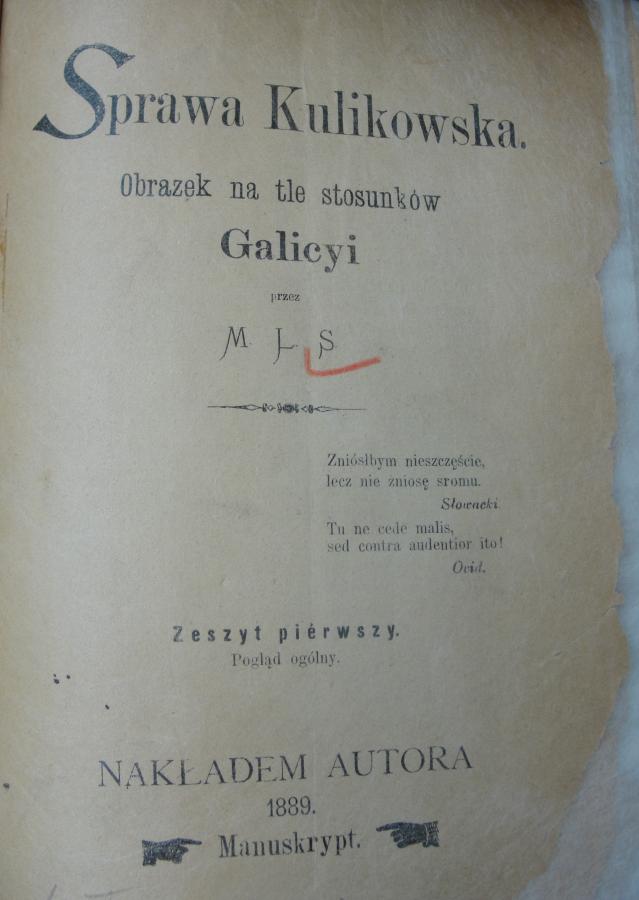 Sprawa Kulikowska.
Obrazek na tle stosunków
Galicyi
przez
M L S
Zniósłbym nieszczęście,
lecz nie żniosę sromu.
Słowacki
Tu ne cede malis,
sed contra audentior ito!
Ovid.
Zeszyt piérwszy.
Pogląd ogólny.
NAKŁADEM AUTORA
1889.
Manuskrypt.